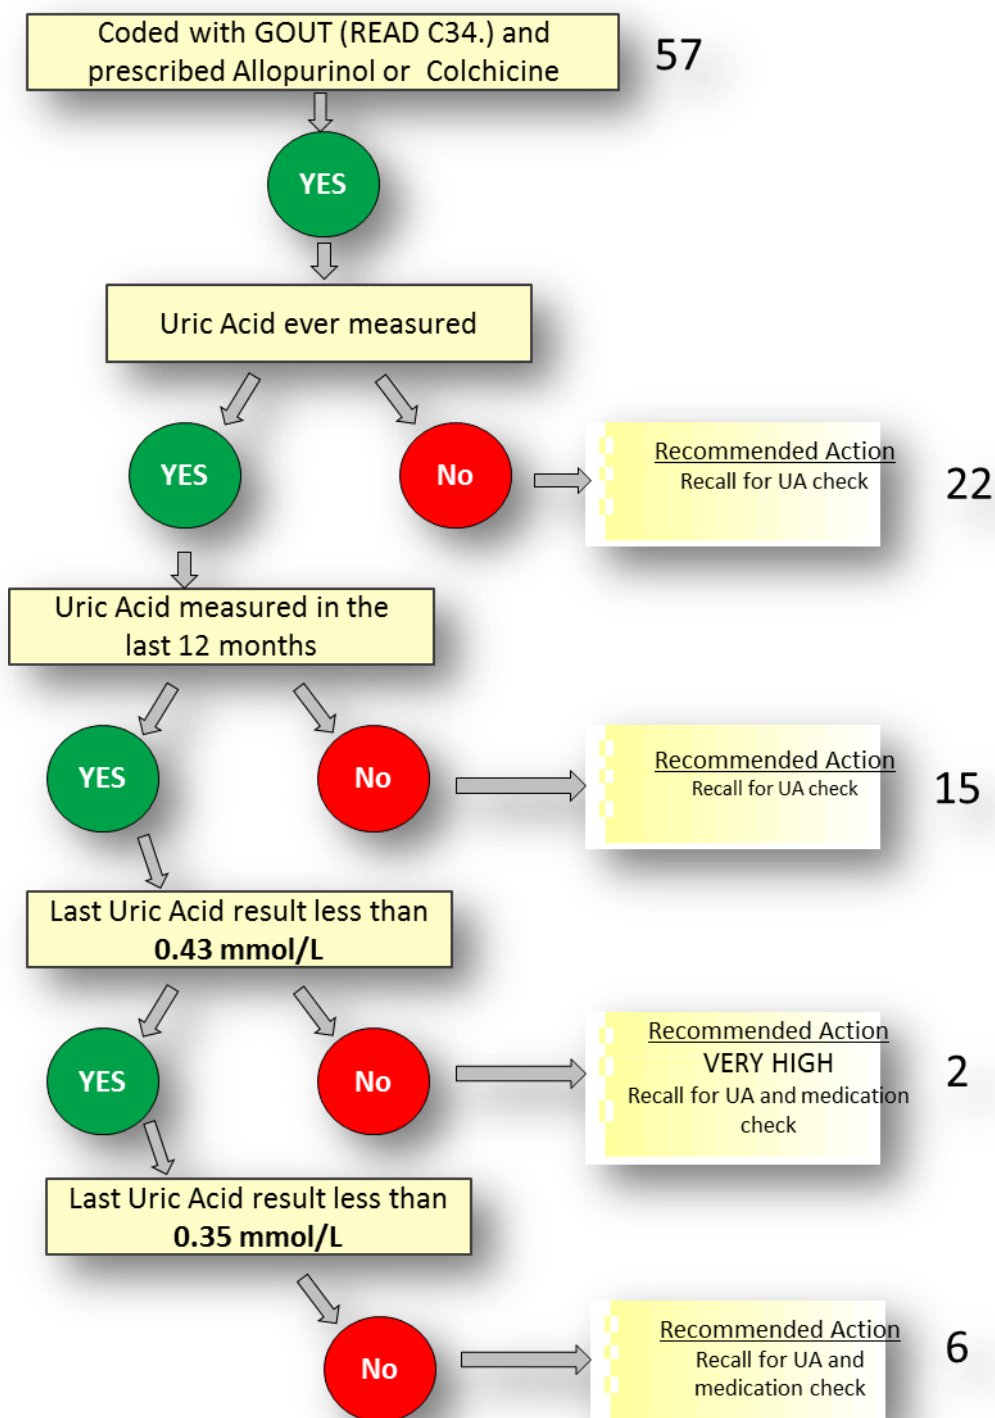 Coded with GOUT (READ C34.) and
prescribed Allopurinol or Colchicine
57
YES
Uric Acid ever measured
YES
No
Recommended Action
Recall for UA check
22
Uric Acid measured in the
last 12 months
YES
No
Recommended Action
Recall for UA check
15
Last Uric Acid result less than
0.43 mmol/L
YES
No
Recommended Action
VERY HIGH
Recall for UA and medication
check
2
Last Uric Acid result less than
0.35 mmol/L
No
Recommended Action
Recall for UA and
medication check
6